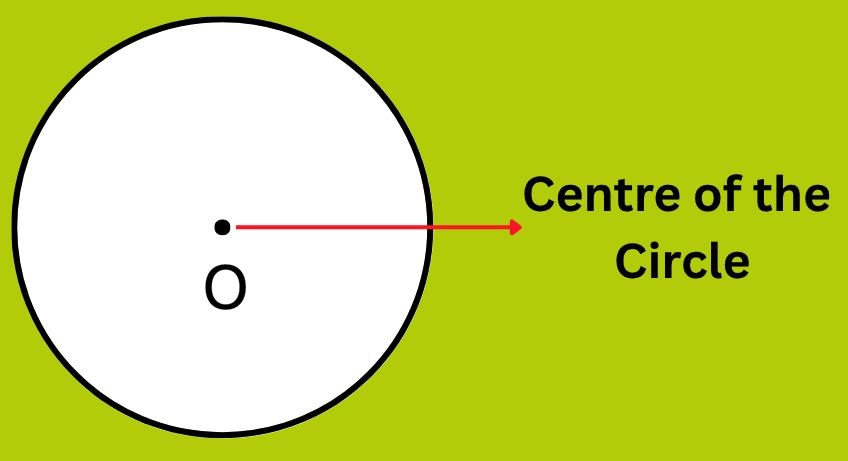 O
Centre of the
Circle